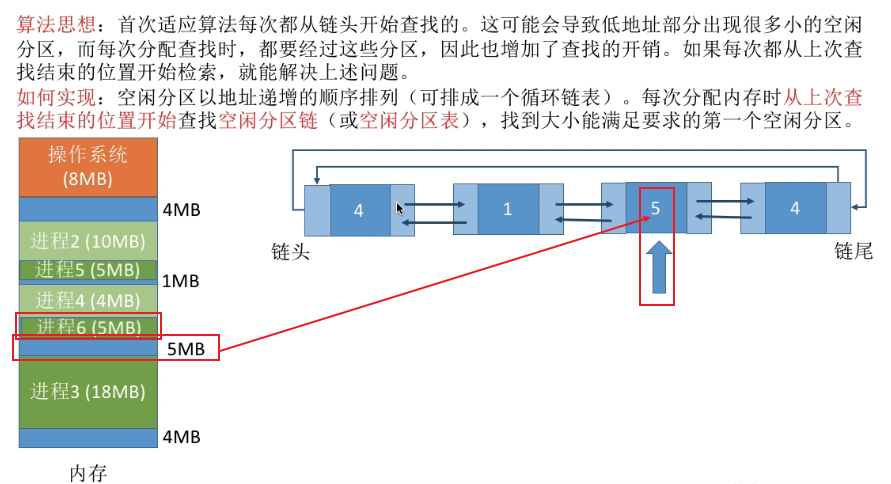 算法思想：首次适应算法每次都从链头开始查找的。这可能会导致低地址部分出现很多小的空闲
分区，而每次分配查找时，都要经过这些分区，因此也增加了查找的开销。如果每次都从上次查
找结束的位置开始检索，就能解决上述问题。
如何实现：空闲分区以地址递增的顺序排列（可排成一个循环链表）。每次分配内存时从上次查
找结束的位置开始查找空闲分区链（或空闲分区表），找到大小能满足要求的第一个空闲分区。
操作系统
(8MB)
4MB
进程2 (10MB)
进程5 (5MB)
1MB
进程4 (4MB)
进程6 (5MB)
5MB
进程3 (18MB)
4MB
内存
4
1
5
4
链头
链尾